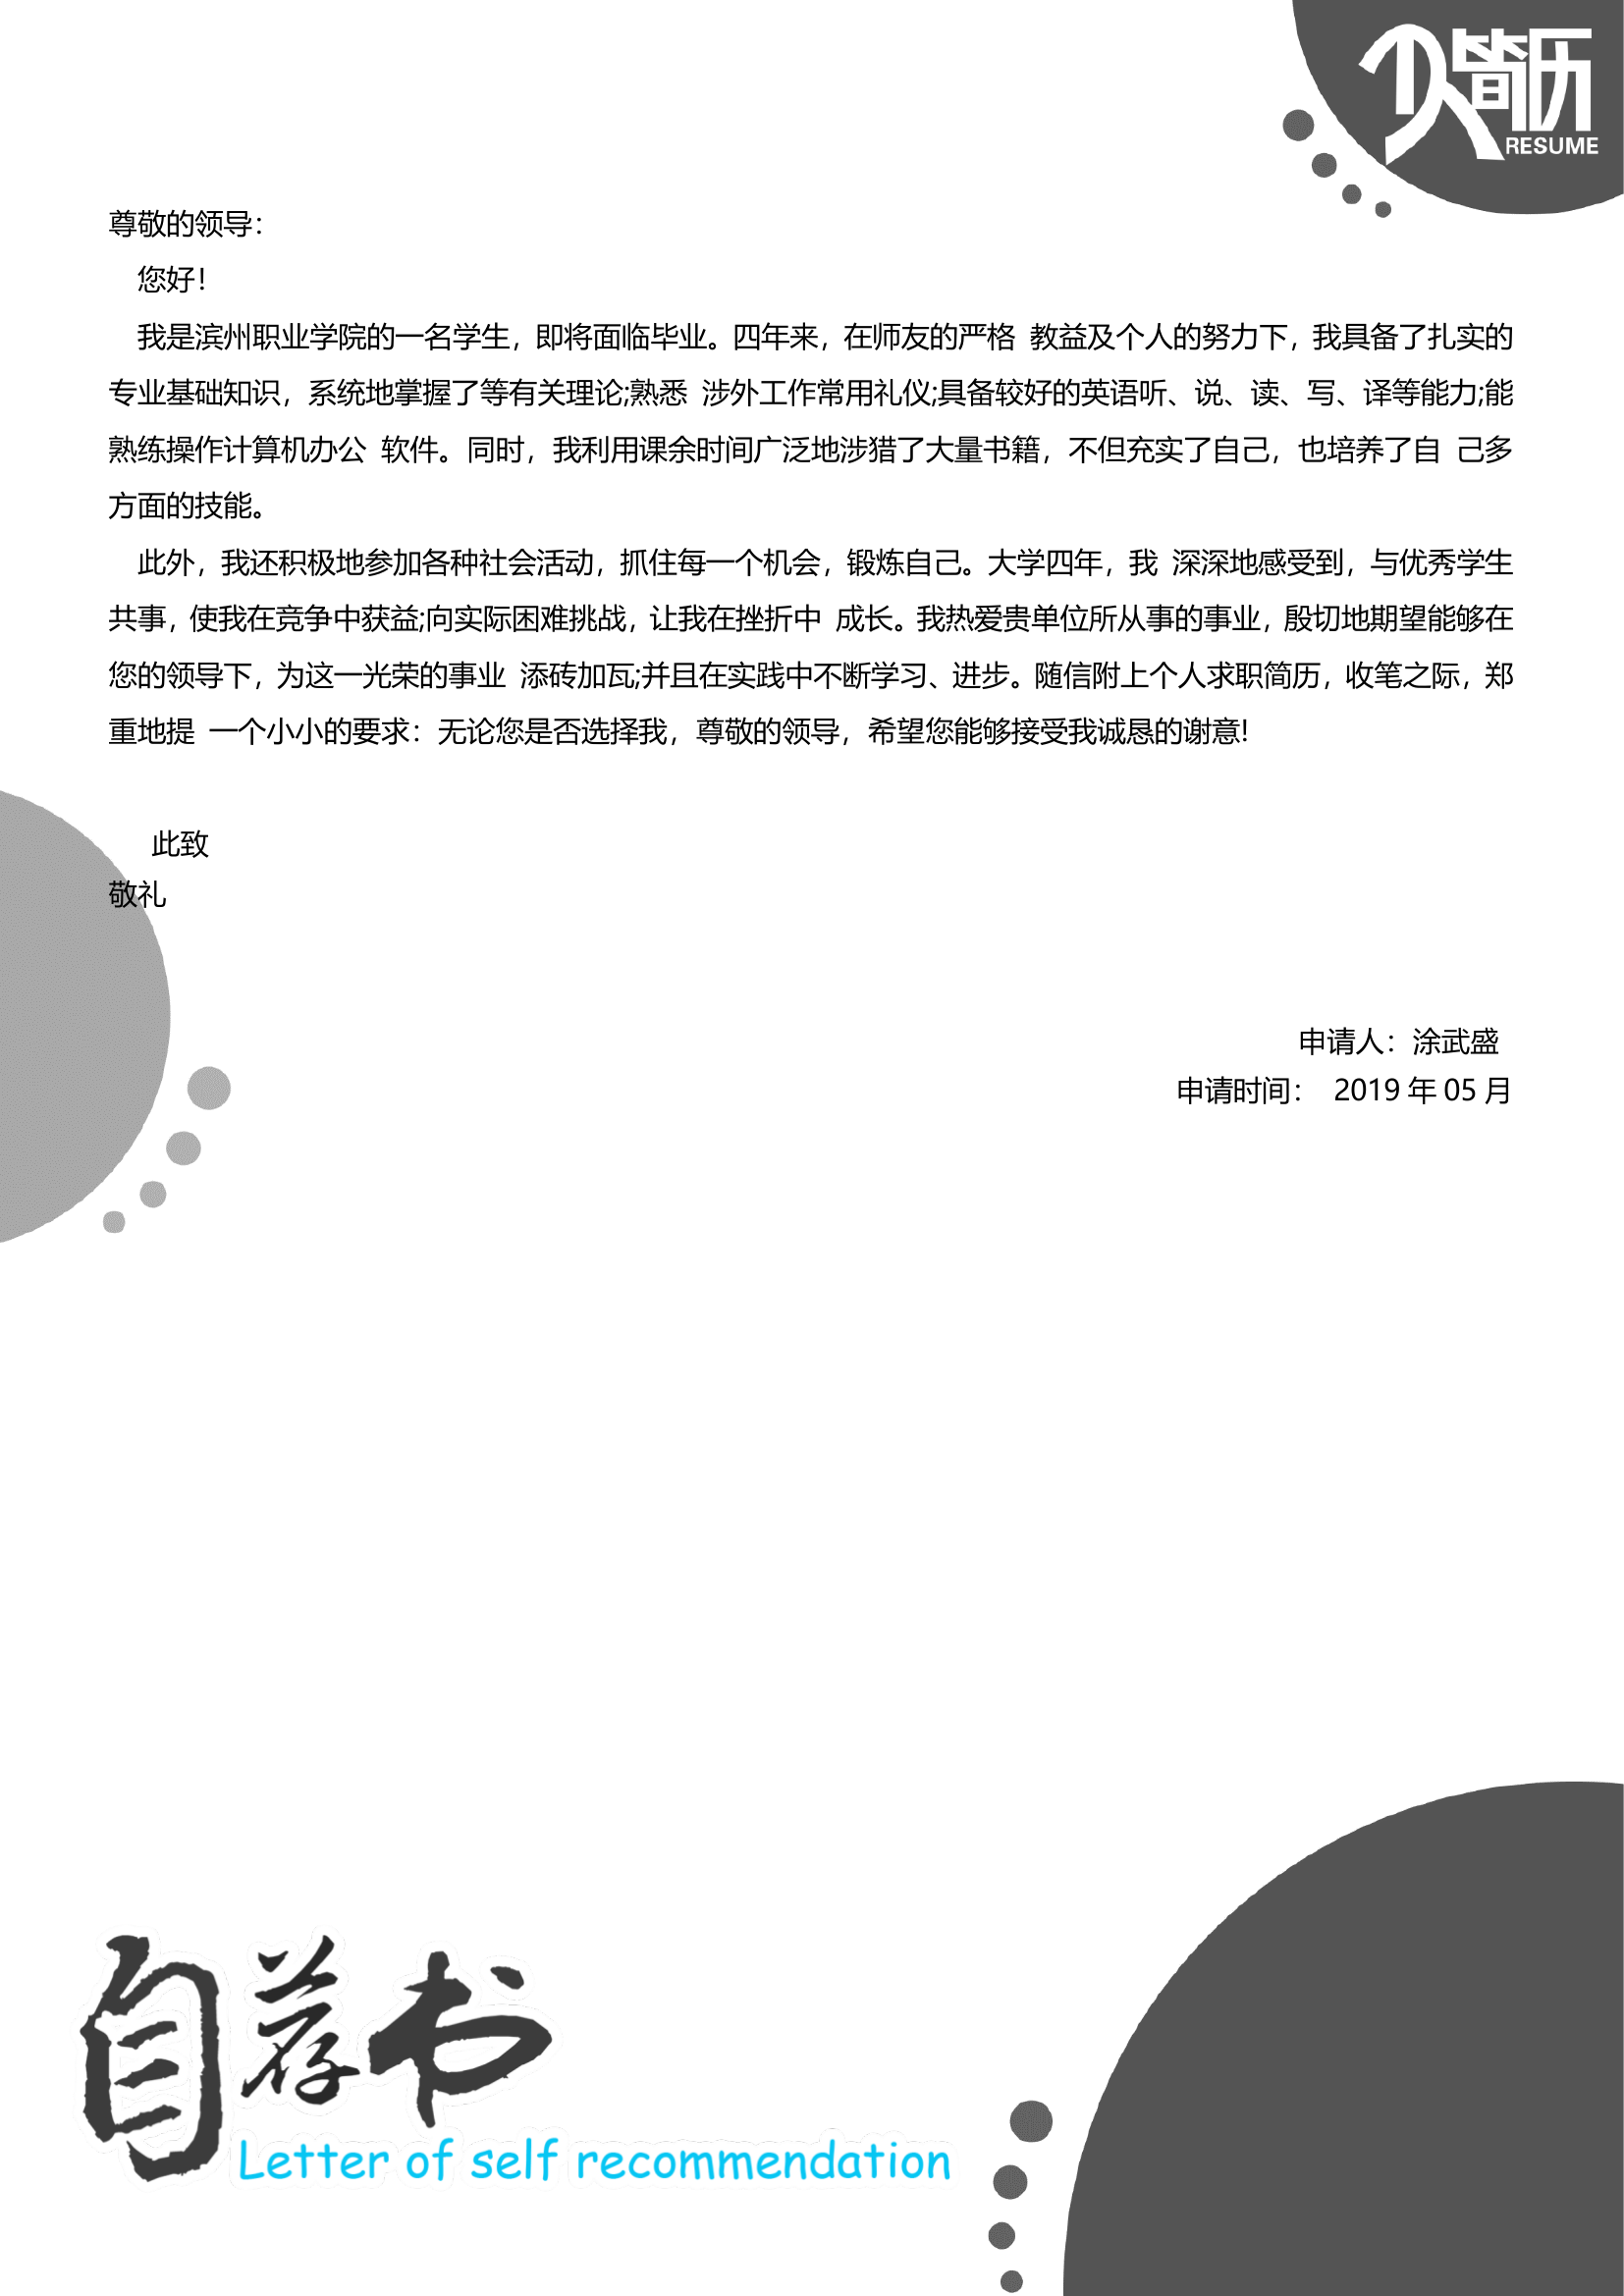 个人简历
RESUME
尊敬的领导：
您好！
我是滨州职业学院的一名学生，即将面临毕业。四年来，在师友的严格 教益及个人的努力下，我具备了扎实的
专业基础知识，系统地掌握了等有关理论;熟悉 涉外工作常用礼仪;具备较好的英语听、说、读、写、译等能力;能
熟练操作计算机办公 软件。同时，我利用课余时间广泛地涉猎了大量书籍，不但充实了自己，也培养了自 己多
方面的技能。
此外，我还积极地参加各种社会活动，抓住每一个机会，锻炼自己。大学四年，我 深深地感受到，与优秀学生
共事，使我在竞争中获益;向实际困难挑战，让我在挫折中 成长。我热爱贵单位所从事的事业，殷切地期望能够在
您的领导下，为这一光荣的事业 添砖加瓦;并且在实践中不断学习、进步。随信附上个人求职简历，收笔之际，郑
重地提 一个小小的要求：无论您是否选择我，尊敬的领导，希望您能够接受我诚恳的谢意!
此致
敬礼
申请人：涂武盛
申请时间： 2019 年 05 月
自荐书
Letter of self recommendation